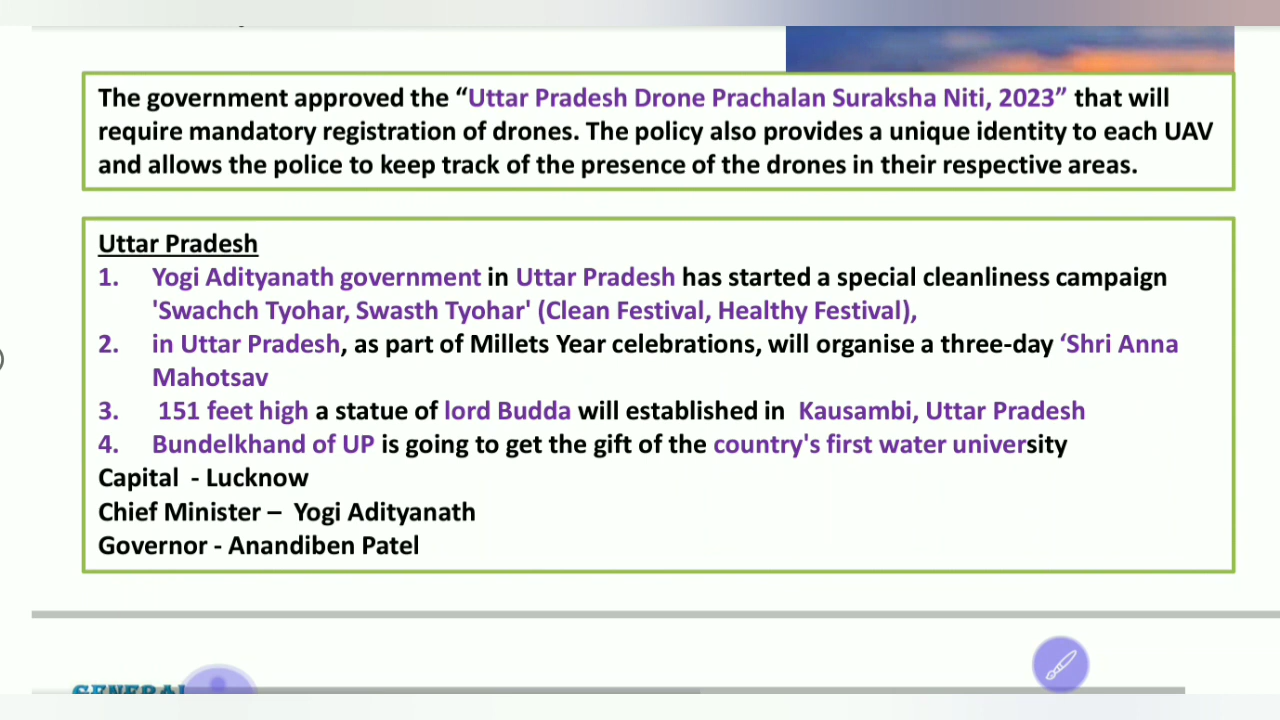 The government approved the “Uttar Pradesh Drone Prachalan Suraksha Niti, 2023” that will
require mandatory registration of drones. The policy also provides a unique identity to each UAV
and allows the police to keep track of the presence of the drones in their respective areas.
Uttar Pradesh
1. Yogi Adityanath government in Uttar Pradesh has started a special cleanliness campaign
'Swachch Tyohar, Swasth Tyohar' (Clean Festival, Healthy Festival),
2. in Uttar Pradesh, as part of Millets Year celebrations, will organise a three-day ‘Shri Anna
Mahotsav
3. 151 feet high a statue of lord Budda will established in Kausambi, Uttar Pradesh
4. Bundelkhand of UP is going to get the gift of the country's first water university
Capital - Lucknow
Chief Minister – Yogi Adityanath
Governor - Anandiben Patel
GENERAL